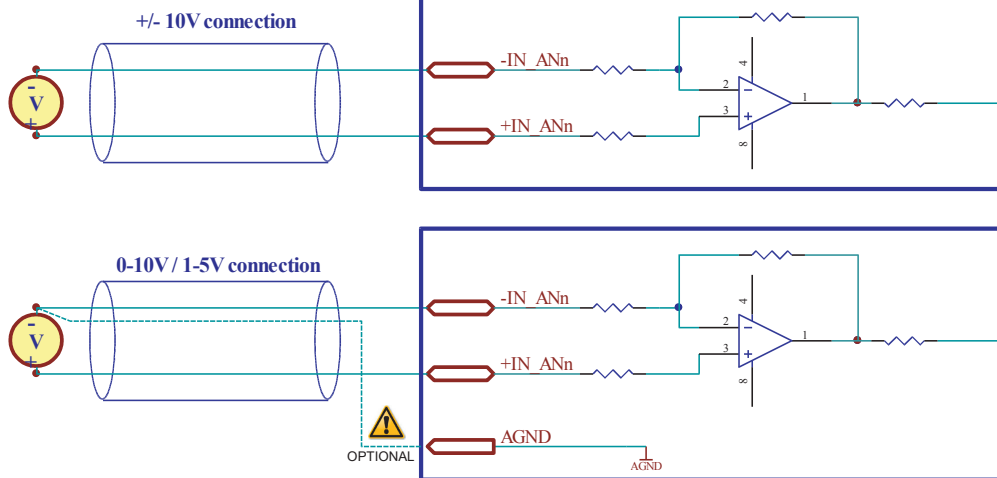 +/- 10V connection
-
V
+
-IN_ANn
+IN_ANn
4
2
-
3
+
1
8
0-10V / 1-5V connection
-
V
+
-IN_ANn
+IN_ANn
4
2
-
3
+
1
8
OPTIONAL
AGND
AGND